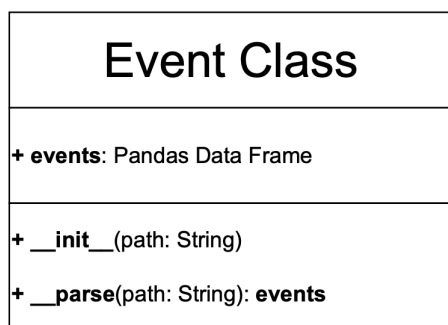 Event Class
+ events: Pandas Data Frame
+ __init__(path: String)
+ __parse(path: String): events